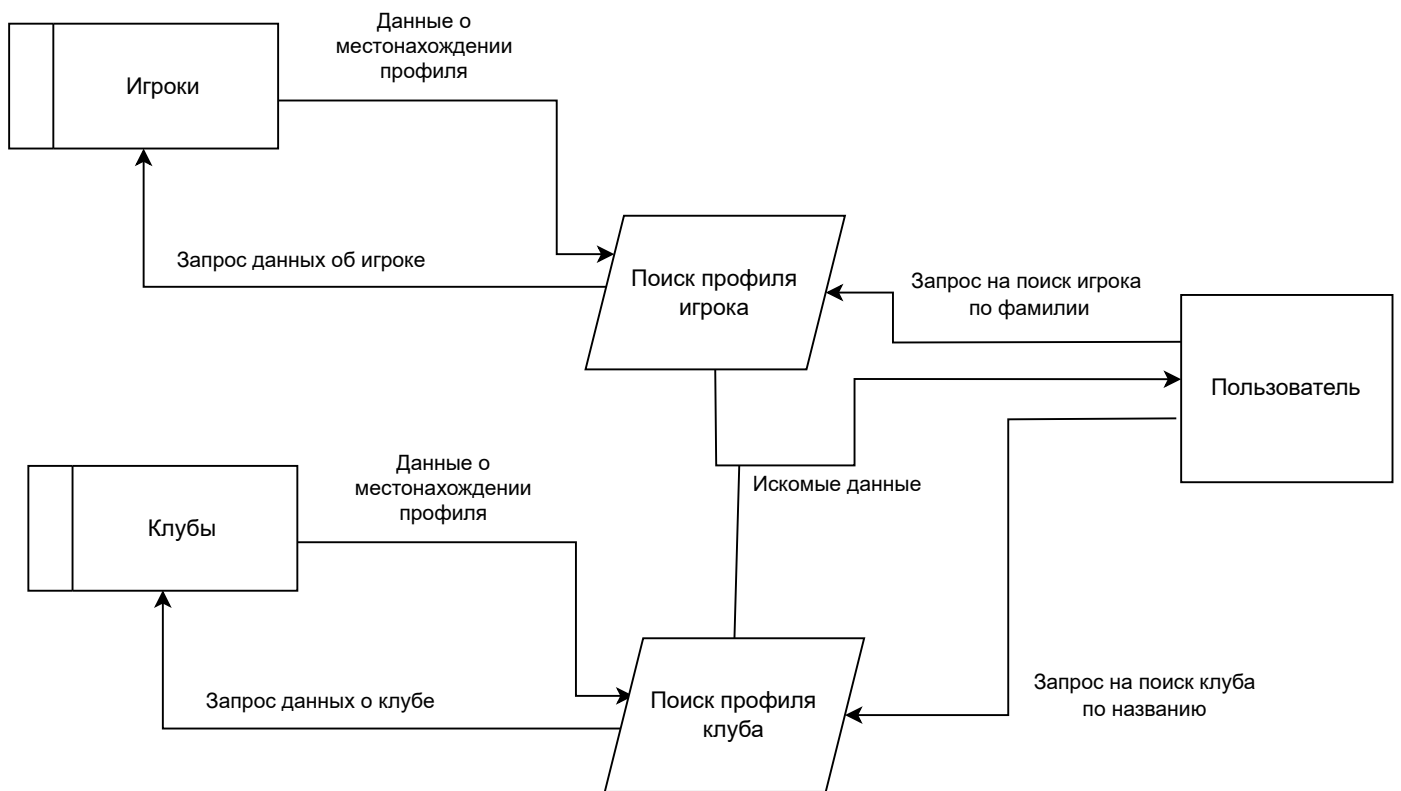 Данные о
местонахождении
профиля
Игроки
Запрос данных об игроке
Поиск профиля
игрока
Запрос на поиск игрока
по фамилии
Пользователь
Данные о
местонахождении
профиля
Искомые данные
Клубы
Запрос данных о клубе
Поиск профиля
клуба
Запрос на поиск клуба
по названию